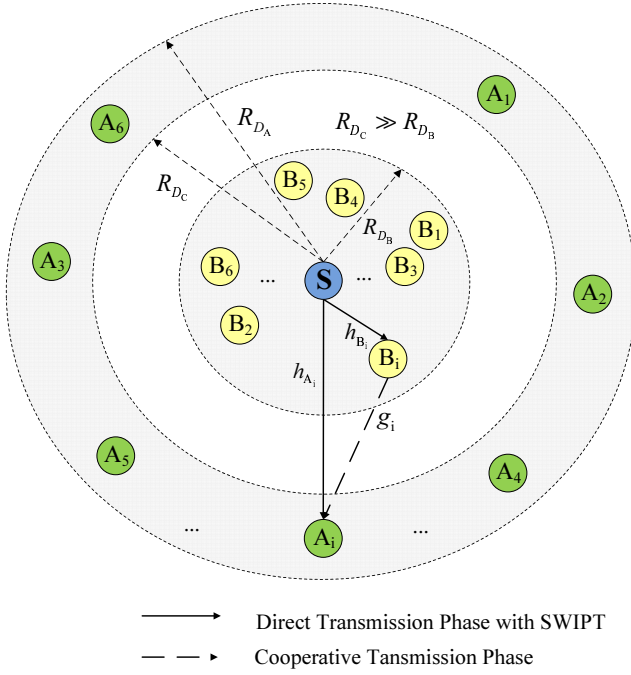 A₁
R_{D_A}
R_{D_C} ≫ R_{D_B}
A₆
B₅
B₄
R_{D_C}
B₁
R_{D_B}
A₃
B₆
B₃
...
S
...
A₂
B₂
h_{B_i}
B_i
h_{A_i}
g_i
A₅
A₄
...
A_i
...
Direct Transmission Phase with SWIPT
Cooperative Tansmission Phase